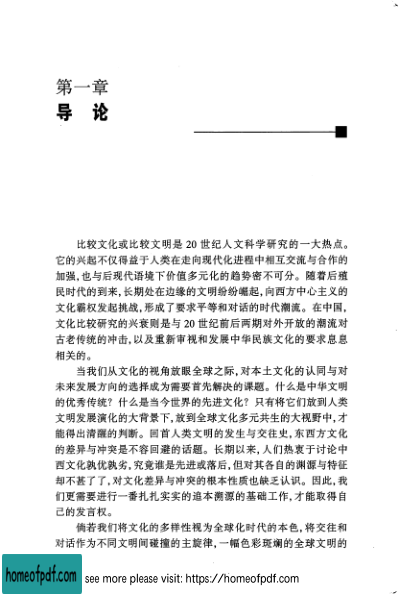 第一章
导 论
比较文化或比较文明是 20 世纪人文科学研究的一大热点。
它的兴起不仅得益于人类在走向现代化进程中相互交流与合作的
加强,也与后现代语境下价值多元化的趋势密不可分。随着后殖
民时代的到来,长期处在边缘的文明纷纷崛起,向西方中心主义的
文化霸权发起挑战,形成了要求平等和对话的时代潮流。在中国,
文化比较研究的兴衰则是与 20 世纪前后两期对外开放的潮流对
古老传统的冲击,以及重新审视和发展中华民族文化的要求息息
相关的。
当我们从文化的视角放眼全球之际,对本土文化的认同与对
未来发展方向的选择成为需要首先解决的课题。什么是中华文明
的优秀传统? 什么是当今世界的先进文化? 只有将它们放到人类
文明发展演化的大背景下,放到全球文化多元共生的大视野中,才
能得出清醒的判断。回首人类文明的发生与交往史,东西方文化
的差异与冲突是不容回避的话题。长期以来,人们热衷于讨论中
西文化孰优孰劣,究竟谁是先进或落后,但对其各自的渊源与特征
却不甚了了,对文化差异与冲突的根本性质也缺乏认识。因此,我
们更需要进行一番扎扎实实的追本溯源的基础工作,才能取得自
己的发言权。
倘若我们将文化的多样性视为全球化时代的本色,将交往和
对话作为不同文明间碰撞的主旋律,一幅色彩斑斓的全球文明的
homeofpdf.com see more please visit: https://homeofpdf.com